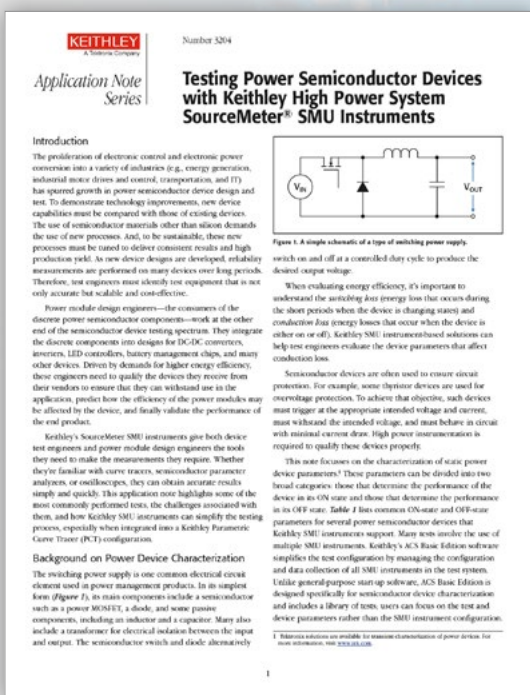 KEITHLEY
A Tektronix Company
Number 3204
Application Note
Series
Testing Power Semiconductor Devices
with Keithley High Power System
SourceMeter® SMU Instruments
Introduction
The proliferation of electronic control and electronic power
conversion into a variety of industries (e.g., energy generation,
industrial motor drives and control, transportation, and IT)
has spurred growth in power semiconductor device design and
test. To demonstrate technology improvements, new device
capabilities must be compared with those of existing devices.
The use of semiconductor materials other than silicon demands
the use of new processes. And, to be sustainable, these new
processes must be tuned to deliver consistent results and high
production yield. As new device designs are developed, reliability
measurements are performed on many devices over long periods.
Therefore, test engineers must identify test equipment that is not
only accurate but scalable and cost-effective.
Power module design engineers—the consumers of the
discrete power semiconductor components—work at the other
end of the semiconductor device testing spectrum. They integrate
the discrete components into designs for DC-DC converters,
inverters, LED controllers, battery management chips, and many
other devices. Driven by demands for higher energy efficiency,
these engineers need to qualify the devices they receive from
their vendors to ensure that they can withstand use in the
application, predict how the efficiency of the power modules may
be affected by the device, and finally validate the performance of
the end product.
Keithley's SourceMeter SMU instruments give both device
test engineers and power module design engineers the tools
they need to make the measurements they require. Whether
they're familiar with curve tracers, semiconductor parameter
analyzers, or oscilloscopes, they can obtain accurate results
simply and quickly. This application note highlights some of the
most commonly performed tests, the challenges associated with
them, and how Keithley SMU instruments can simplify the testing
process, especially when integrated into a Keithley Parametric
Curve Tracer (PCT) configuration.
Background on Power Device Characterization
The switching power supply is one common electrical circuit
element used in power management products. In its simplest
form (Figure 1), its main components include a semiconductor
such as a power MOSFET, a diode, and some passive
components, including an inductor and a capacitor. Many also
include a transformer for electrical isolation between the input
and output. The semiconductor switch and diode alternatively
VIN
VOUT
Figure 1. A simple schematic of a type of switching power supply.
switch on and off at a controlled duty cycle to produce the
desired output voltage.
When evaluating energy efficiency, it's important to
understand the switching loss (energy loss that occurs during
the short periods when the device is changing states) and
conduction loss (energy losses that occur when the device is
either on or off). Keithley SMU instrument-based solutions can
help test engineers evaluate the device parameters that affect
conduction loss.
Semiconductor devices are often used to ensure circuit
protection. For example, some thyristor devices are used for
overvoltage protection. To achieve that objective, such devices
must trigger at the appropriate intended voltage and current,
must withstand the intended voltage, and must behave in circuit
with minimal current draw. High power instrumentation is
required to qualify these devices properly.
This note focusses on the characterization of static power
device parameters.1 These parameters can be divided into two
broad categories: those that determine the performance of the
device in its ON state and those that determine the performance
in its OFF state. Table 1 lists common ON-state and OFF-state
parameters for several power semiconductor devices that
Keithley SMU instruments support. Many tests involve the use of
multiple SMU instruments. Keithley's ACS Basic Edition software
simplifies the test configuration by managing the configuration
and data collection of all SMU instruments in the test system.
Unlike general-purpose start-up software, ACS Basic Edition is
designed specifically for semiconductor device characterization
and includes a library of tests; users can focus on the test and
device parameters rather than the SMU instrument configuration.
1 Tektronix solutions are available for transient characterization of power devices. For
more information, visit www.tek.com.
1